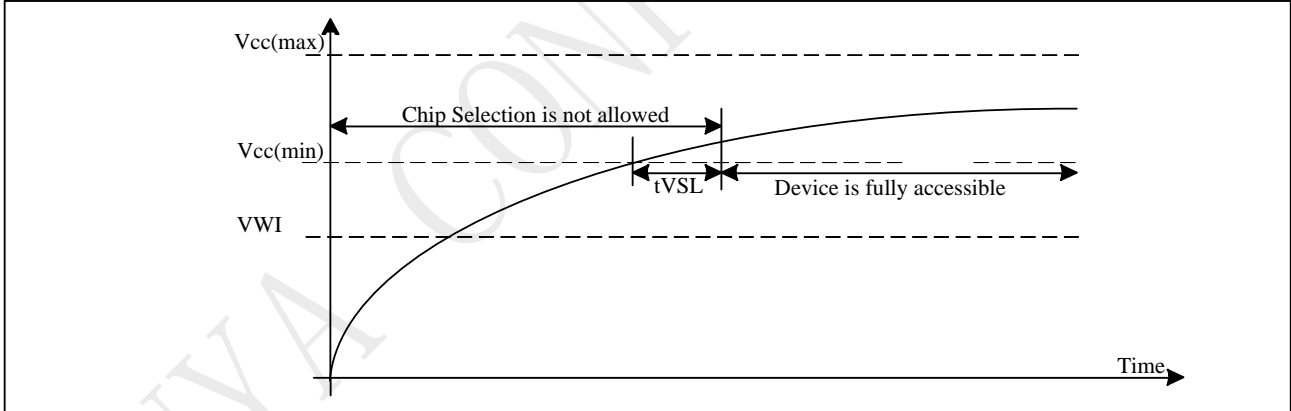 Vcc(max)
Chip Selection is not allowed
Vcc(min)
tVSL
Device is fully accessible
VWI
Time